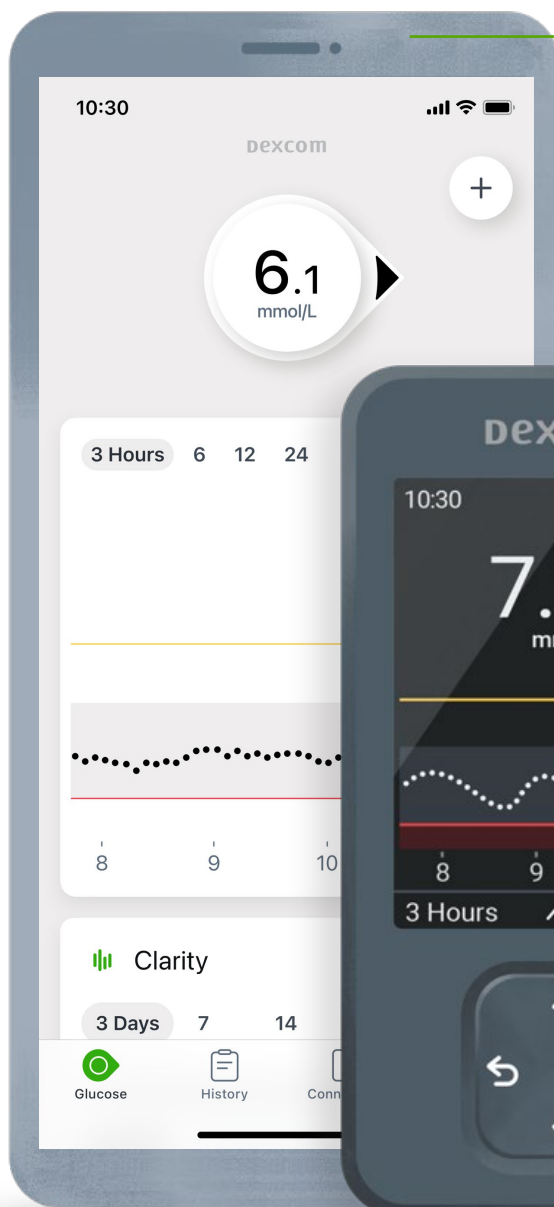 10:30
Dexcom
6.1
mmol/L
3 Hours 6 12 24
8 9 10
Clarity
3 Days 7 14
Glucose History
10:30
7.
8 9
3 Hours